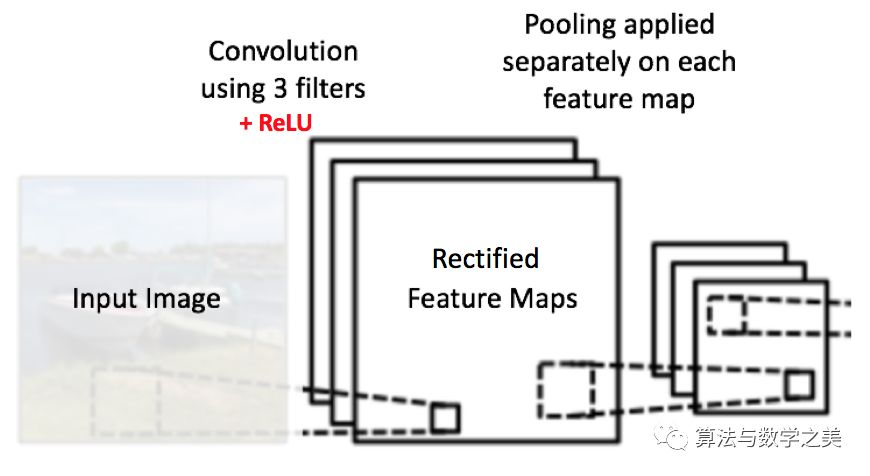 Convolution
using 3 filters
+ ReLU
Pooling applied
separately on each
feature map
Input Image
Rectified
Feature Maps
算法与数学之美